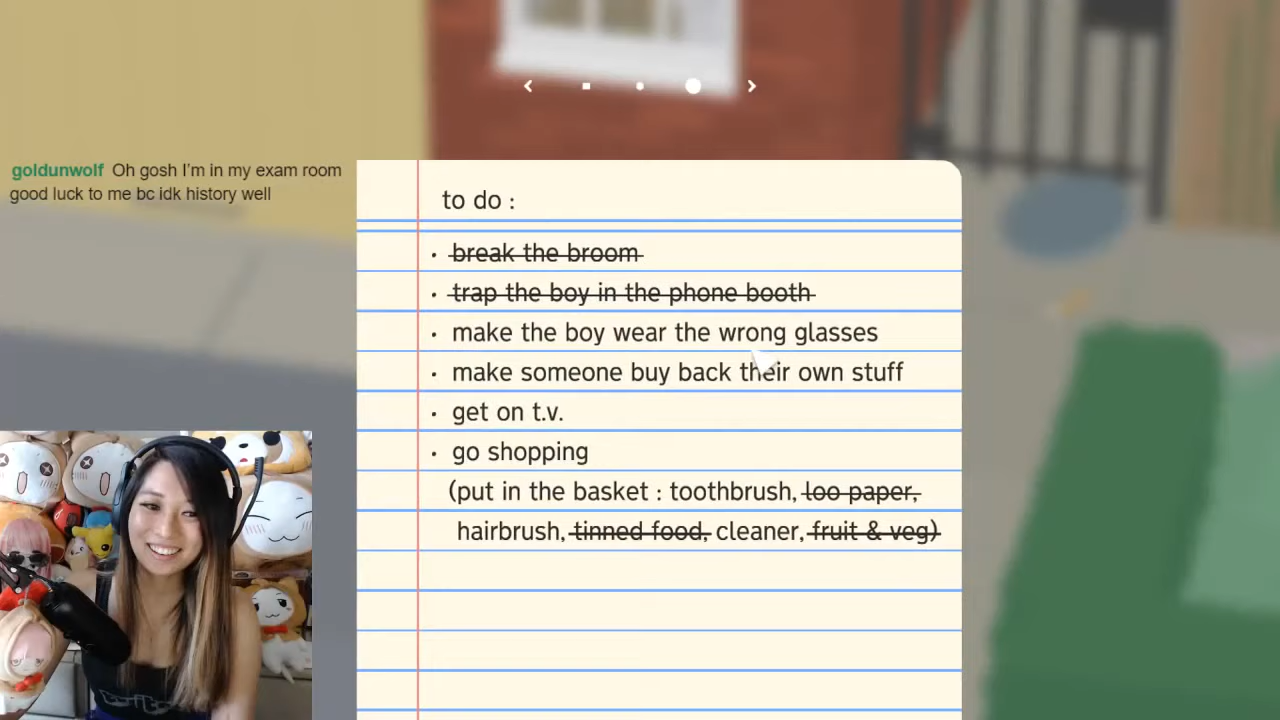 goldunwolf Oh gosh I'm in my exam room
good luck to me bc idk history well
to do :
· break the broom
· trap the boy in the phone booth
· make the boy wear the wrong glasses
· make someone buy back their own stuff
· get on t.v.
· go shopping
(put in the basket : toothbrush, loo paper,
hairbrush, tinned food, cleaner, fruit & veg)